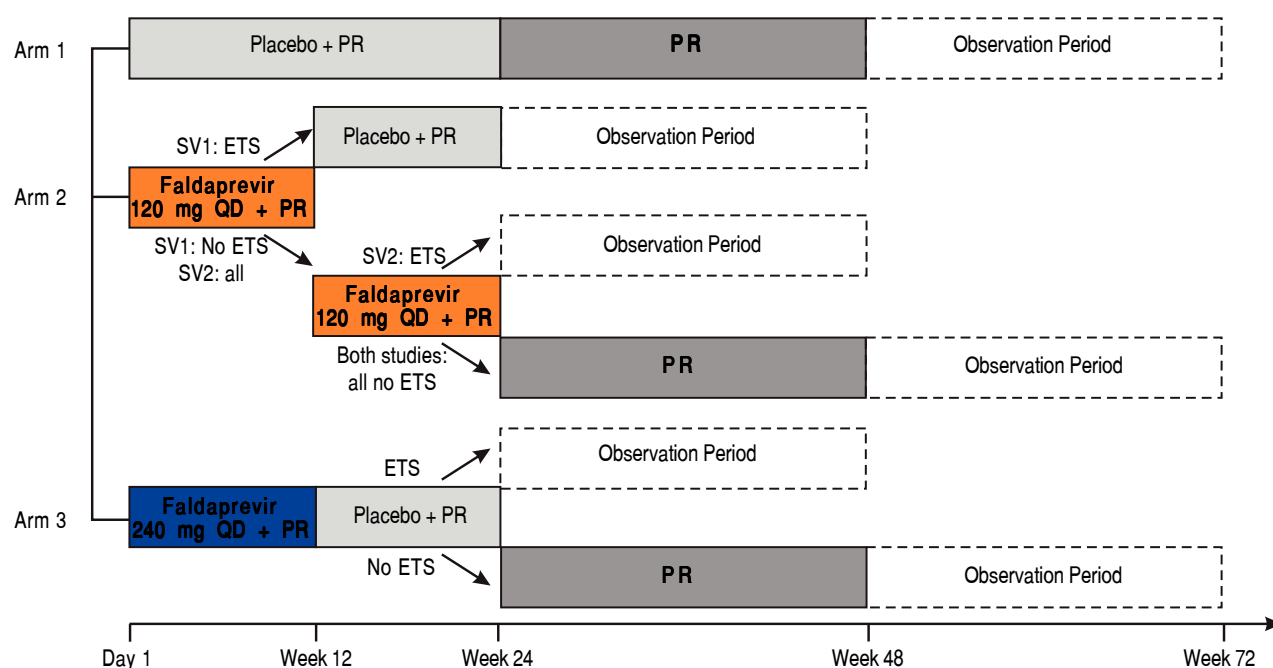 Arm 1
Placebo + PR
PR
Observation Period
SV1: ETS
Placebo + PR
Observation Period
Arm 2
Faldaprevir
120 mg QD + PR
SV1: No ETS
SV2: all
SV2: ETS
Observation Period
Faldaprevir
120 mg QD + PR
Both studies:
all no ETS
PR
Observation Period
ETS
Observation Period
Arm 3
Faldaprevir
240 mg QD + PR
Placebo + PR
No ETS
PR
Observation Period
Day 1
Week 12
Week 24
Week 48
Week 72